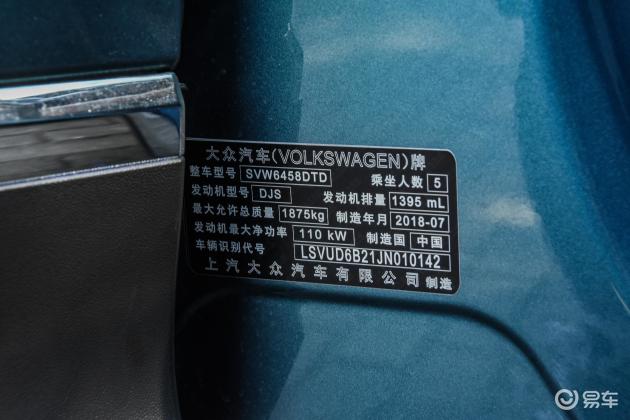 大众汽车(VOLKSWAGEN)牌
整车型号 SVW6458DTD 乘坐人数 5
发动机型号 DJS 发动机排量 1395 mL
最大允许总质量 1875kg 制造年月 2018-07
发动机最大净功率 110 kW 制造国 中国
车辆识别代号 LSVUD6B21JN010142
上汽大众汽车有限公司 制造
易车